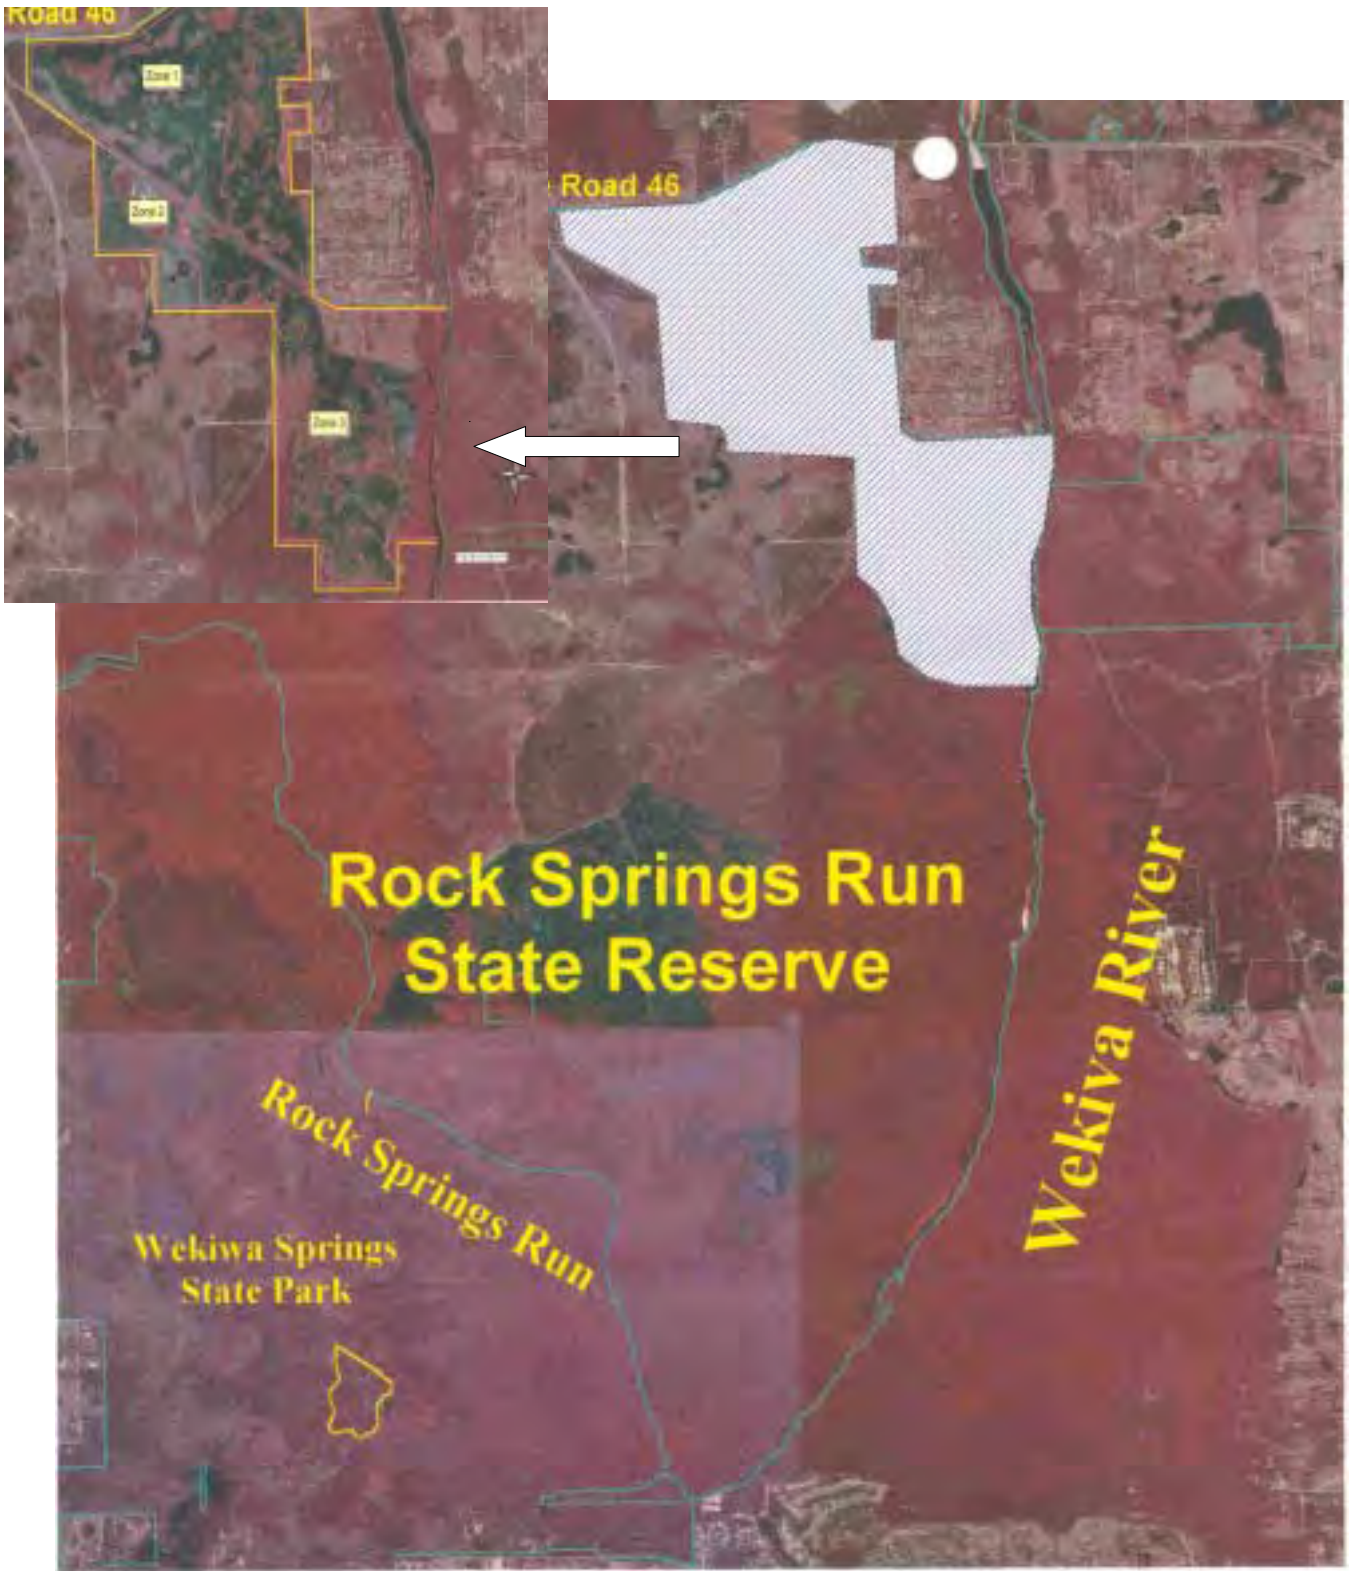 Road 46
Zone 1
Zone 2
Zone 3
Road 46
Rock Springs Run
State Reserve
Wekiva River
Rock Springs Run
Wekiwa Springs
State Park